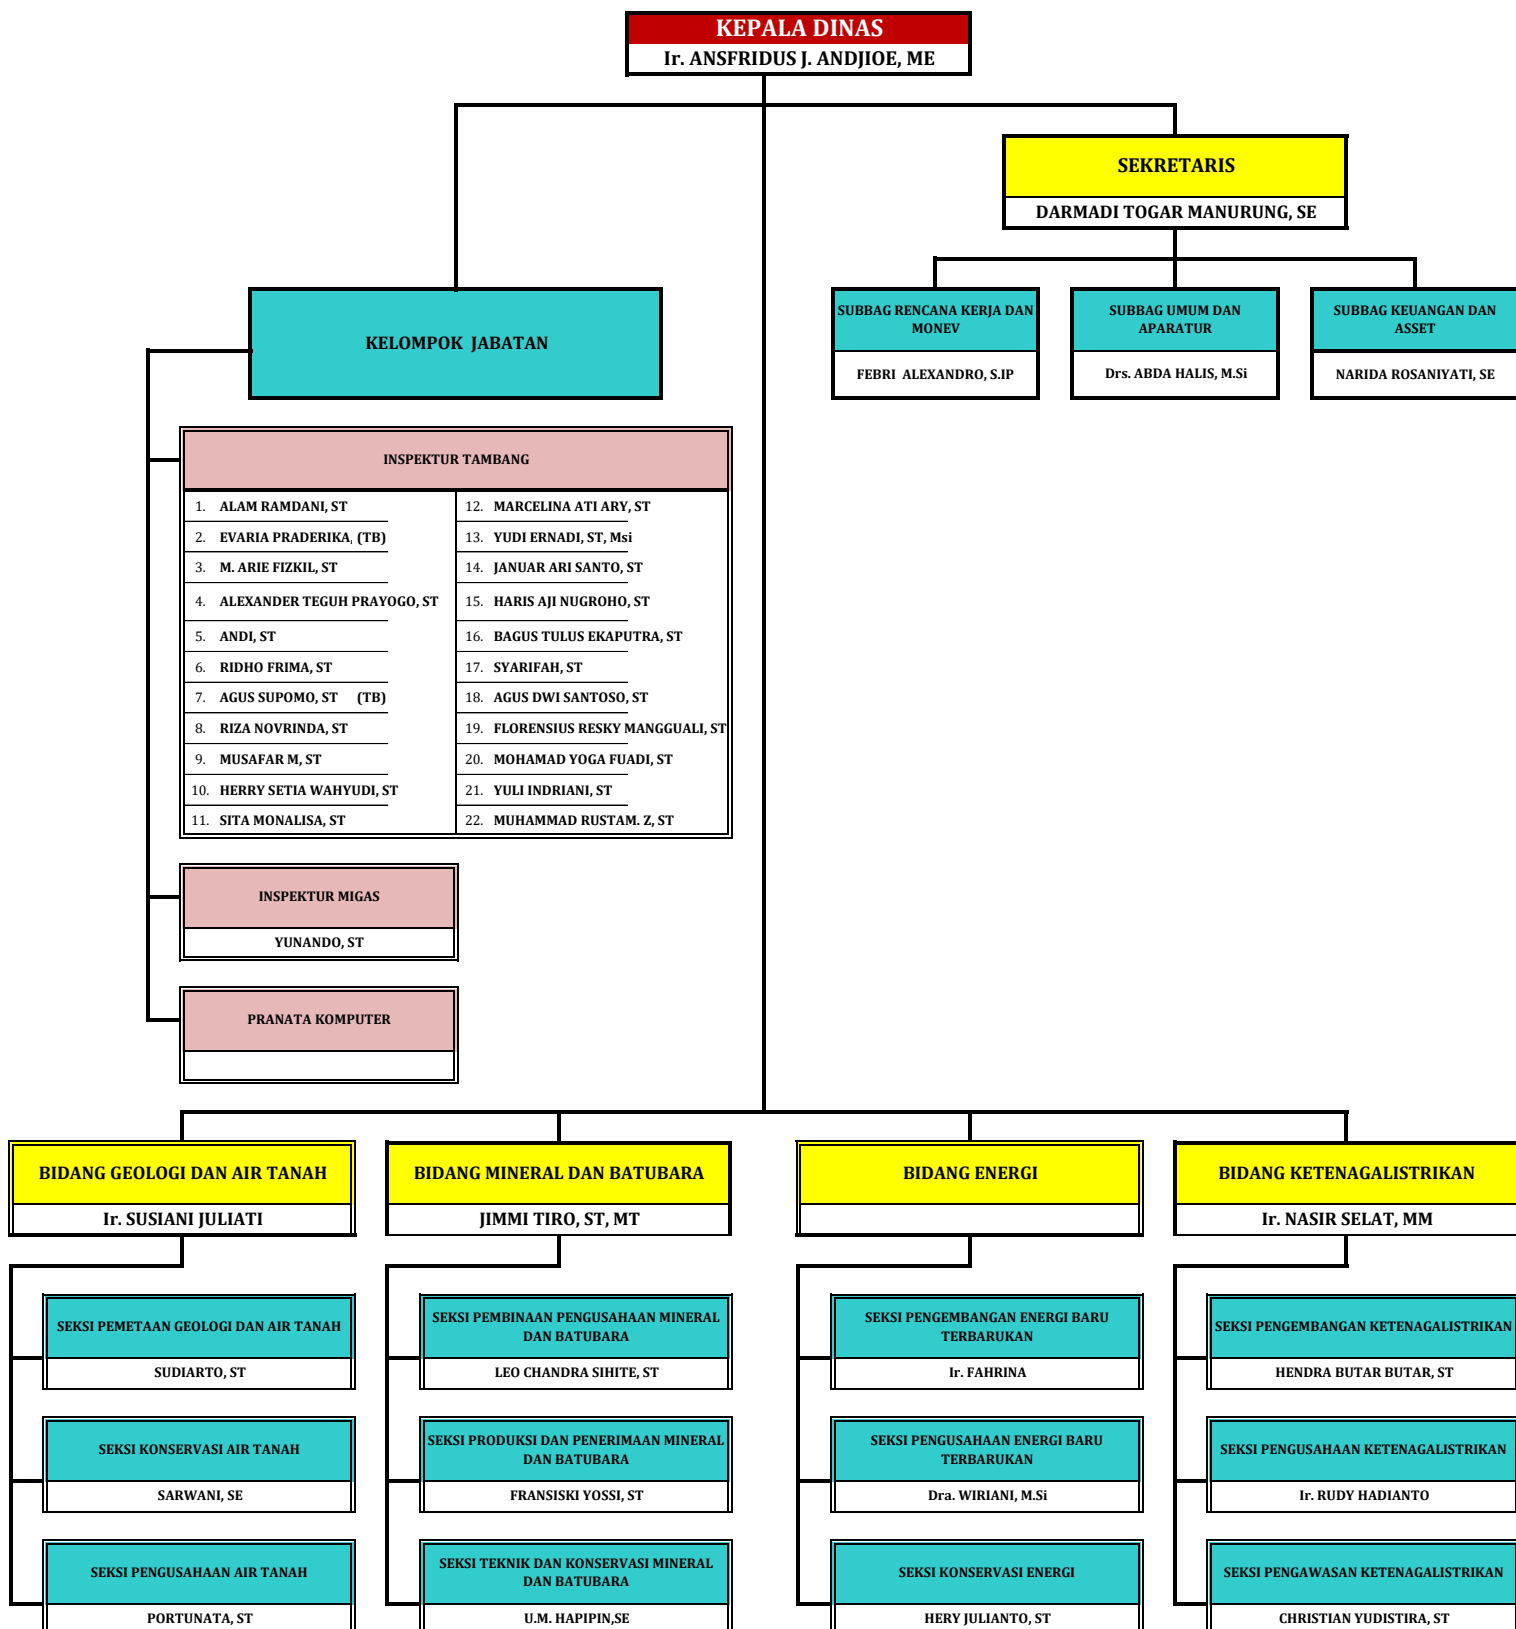 KEPALA DINAS
Ir. ANSFRIDUS J. ANDJIOE, ME
SEKRETARIS
DARMADI TOGAR MANURUNG, SE
KELOMPOK JABATAN
SUBBAG RENCANA KERJA DAN
MONEV
FEBRI ALEXANDRO, S.IP
SUBBAG UMUM DAN
APARATUR
Drs. ABDA HALIS, M.Si
SUBBAG KEUANGAN DAN
ASSET
NARIDA ROSANIYATI, SE
INSPEKTUR TAMBANG
1. ALAM RAMDANI, ST
2. EVARIA PRADERIKA, (TB)
3. M. ARIE FIZKIL, ST
4. ALEXANDER TEGUH PRAYOGO, ST
5. ANDI, ST
6. RIDHO FRIMA, ST
7. AGUS SUPOMO, ST (TB)
8. RIZA NOVRINDA, ST
9. MUSAFAR M, ST
10. HERRY SETIA WAHYUDI, ST
11. SITA MONALISA, ST
12. MARCELINA ATI ARY, ST
13. YUDI ERNADI, ST, Msi
14. JANUAR ARI SANTO, ST
15. HARIS AJI NUGROHO, ST
16. BAGUS TULUS EKAPUTRA, ST
17. SYARIFAH, ST
18. AGUS DWI SANTOSO, ST
19. FLORENSIUS RESKY MANGGUALI, ST
20. MOHAMAD YOGA FUADI, ST
21. YULI INDRIANI, ST
22. MUHAMMAD RUSTAM. Z, ST
INSPEKTUR MIGAS
YUNANDO, ST
PRANATA KOMPUTER
BIDANG GEOLOGI DAN AIR TANAH
Ir. SUSIANI JULIATI
SEKSI PEMETAAN GEOLOGI DAN AIR TANAH
SUDIARTO, ST
SEKSI KONSERVASI AIR TANAH
SARWANI, SE
SEKSI PENGUSAHAAN AIR TANAH
PORTUNATA, ST
BIDANG MINERAL DAN BATUBARA
JIMMI TIRO, ST, MT
SEKSI PEMBINAAN PENGUSAHAAN MINERAL
DAN BATUBARA
LEO CHANDRA SIHITE, ST
SEKSI PRODUKSI DAN PENERIMAAN MINERAL
DAN BATUBARA
FRANSISKI YOSSI, ST
SEKSI TEKNIK DAN KONSERVASI MINERAL
DAN BATUBARA
U.M. HAPIPIN,SE
BIDANG ENERGI
SEKSI PENGEMBANGAN ENERGI BARU
TERBARUKAN
Ir. FAHRINA
SEKSI PENGUSAHAAN ENERGI BARU
TERBARUKAN
Dra. WIRIANI, M.Si
SEKSI KONSERVASI ENERGI
HERY JULIANTO, ST
BIDANG KETENAGALISTRIKAN
Ir. NASIR SELAT, MM
SEKSI PENGEMBANGAN KETENAGALISTRIKAN
HENDRA BUTAR BUTAR, ST
SEKSI PENGUSAHAAN KETENAGALISTRIKAN
Ir. RUDY HADIANTO
SEKSI PENGAWASAN KETENAGALISTRIKAN
CHRISTIAN YUDISTIRA, ST